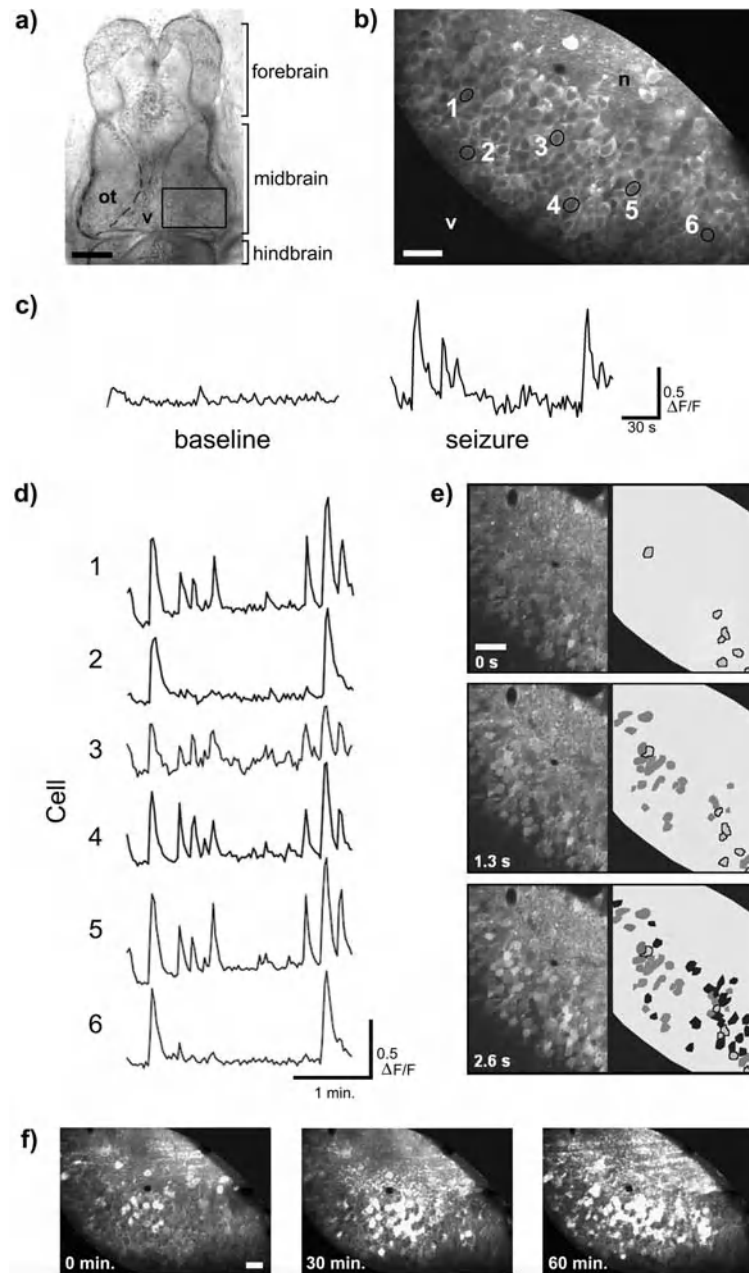 a)
forebrain
midbrain
hindbrain
ot
v
b)
n
1
2
3
4
5
6
v
c)
baseline
seizure
0.5
ΔF/F
30 s
d)
Cell
1
2
3
4
5
6
0.5
ΔF/F
1 min.
e)
0 s
1.3 s
2.6 s
f)
0 min.
30 min.
60 min.